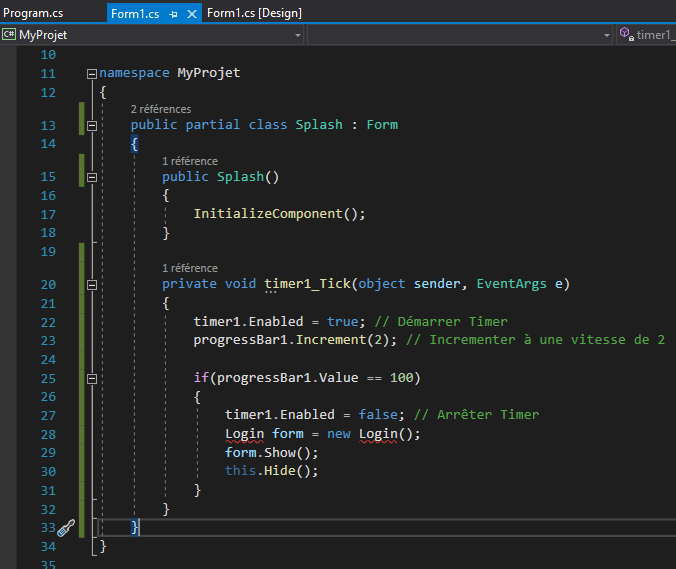 Program.cs Form1.cs Form1.cs [Design]
C# MyProjet timer1_
10
11 namespace MyProjet
12 {
2 références
13 public partial class Splash : Form
14 {
1 référence
15 public Splash()
16 {
17 InitializeComponent();
18 }
19
1 référence
20 private void timer1_Tick(object sender, EventArgs e)
21 {
22 timer1.Enabled = true; // Démarrer Timer
23 progressBar1.Increment(2); // Incrementer à une vitesse de 2
24
25 if(progressBar1.Value == 100)
26 {
27 timer1.Enabled = false; // Arrêter Timer
28 Login form = new Login();
29 form.Show();
30 this.Hide();
31 }
32 }
33 }
34 }
35